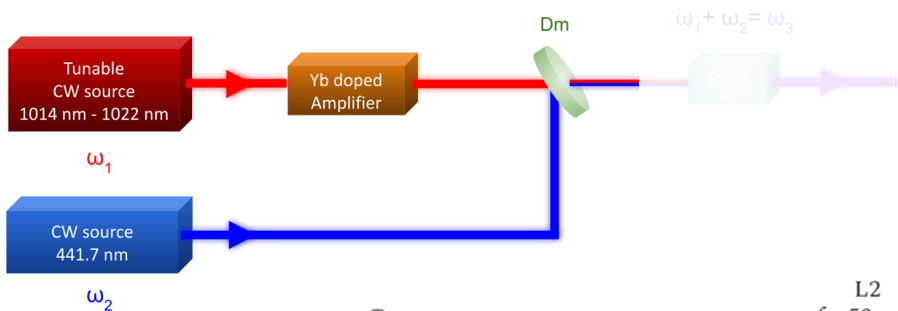 ω₁+ ω₂= ω₃
Dm
Tunable
CW source
1014 nm - 1022 nm
Yb doped
Amplifier
BBO
ω₁
CW source
441.7 nm
ω₂
L2